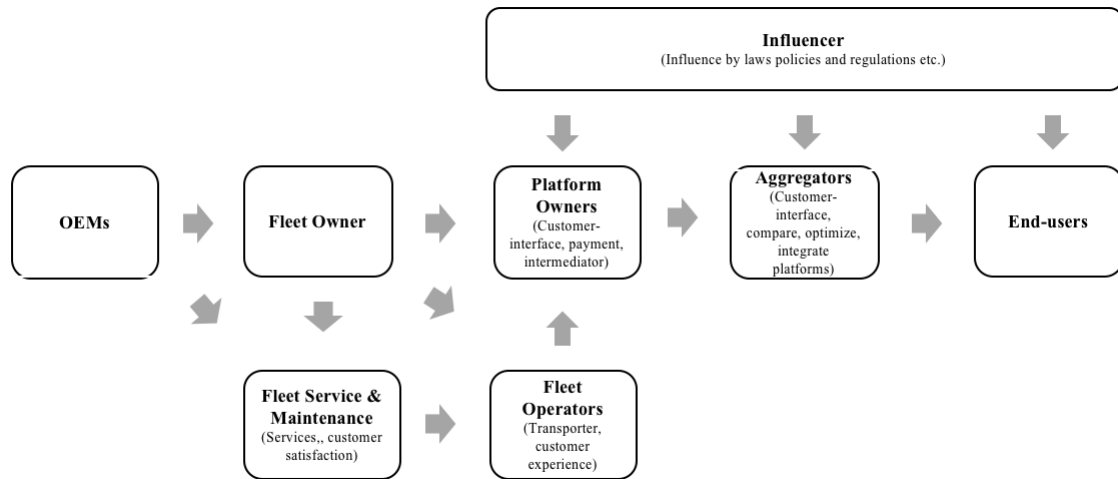 Influencer
(Influence by laws policies and regulations etc.)
OEMs
Fleet Owner
Platform
Owners
(Customer-
interface, payment,
intermediator)
Aggregators
(Customer-
interface,
compare, optimize,
integrate
platforms)
End-users
Fleet Service &
Maintenance
(Services,, customer
satisfaction)
Fleet
Operators
(Transporter,
customer
experience)